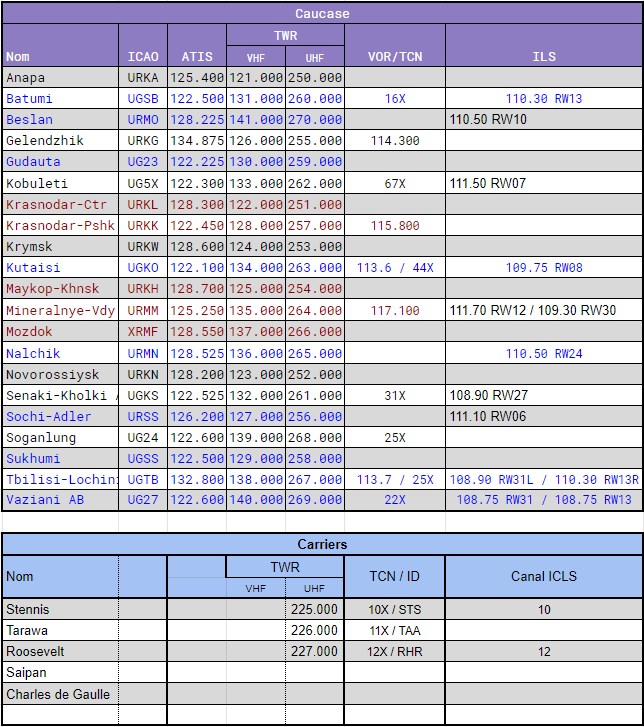 Caucase
Nom ICAO ATIS TWR VHF UHF VOR/TCN ILS
Anapa URKA 125.400 121.000 250.000
Batumi UGSB 122.500 131.000 260.000 16X 110.30 RW13
Beslan URMO 128.225 141.000 270.000 110.50 RW10
Gelendzhik URKG 134.875 126.000 255.000 114.300
Gudauta UG23 122.225 130.000 259.000
Kobuleti UG5X 122.300 133.000 262.000 67X 111.50 RW07
Krasnodar-Ctr URKL 128.300 122.000 251.000
Krasnodar-Pshk URKK 122.450 128.000 257.000 115.800
Krymsk URKW 128.600 124.000 253.000
Kutaisi UGKO 122.100 134.000 263.000 113.6 / 44X 109.75 RW08
Maykop-Khnsk URKH 128.700 125.000 254.000
Mineralnye-Vdy URMM 125.250 135.000 264.000 117.100 111.70 RW12 / 109.30 RW30
Mozdok XRMF 128.550 137.000 266.000
Nalchik URMN 128.525 136.000 265.000 110.50 RW24
Novorossiysk URKN 128.200 123.000 252.000
Senaki-Kholki UGKS 122.525 132.000 261.000 31X 108.90 RW27
Sochi-Adler URSS 126.200 127.000 256.000 111.10 RW06
Soganlung UG24 122.600 139.000 268.000 25X
Sukhumi UGSS 122.500 129.000 258.000
Tbilisi-Lochini UGTB 132.800 138.000 267.000 113.7 / 25X 108.90 RW31L / 110.30 RW13R
Vaziani AB UG27 122.600 140.000 269.000 22X 108.75 RW31 / 108.75 RW13
Carriers
Nom TWR VHF UHF TCN / ID Canal ICLS
Stennis 225.000 10X / STS 10
Tarawa 226.000 11X / TAA
Roosevelt 227.000 12X / RHR 12
Saipan
Charles de Gaulle